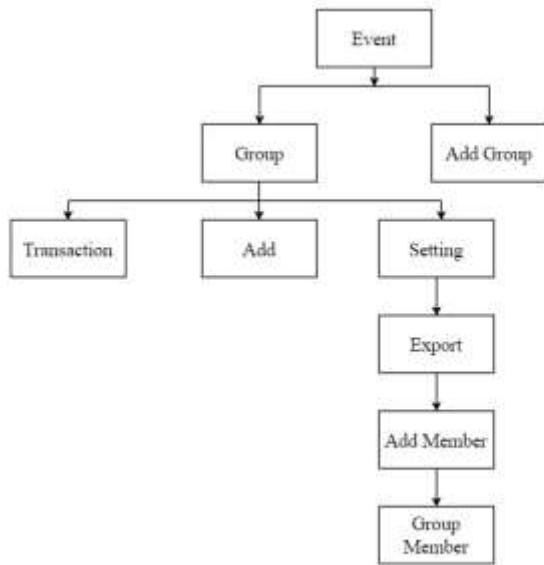 Event
Group
Add Group
Transaction
Add
Setting
Export
Add Member
Group
Member